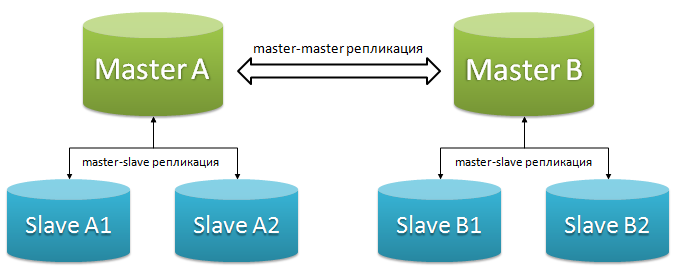 master-master репликация
Master A
Master B
master-slave репликация
master-slave репликация
Slave A1
Slave A2
Slave B1
Slave B2